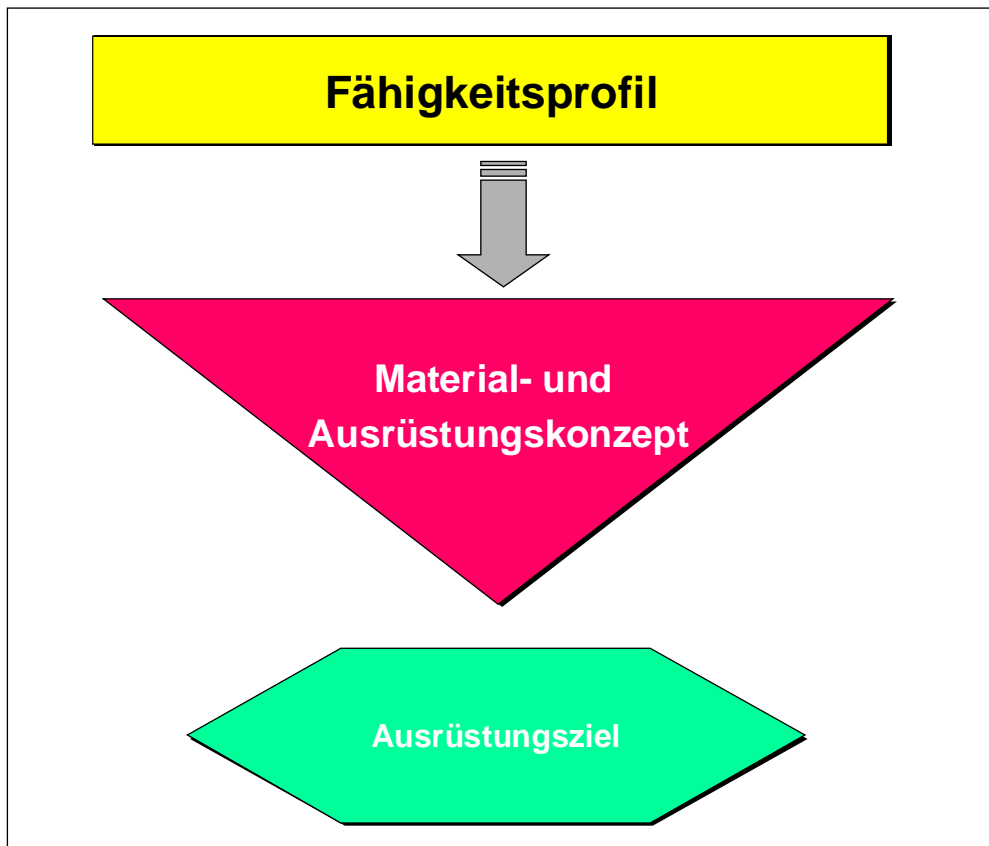 Fähigkeitsprofil
Material- und
Ausrüstungskonzept
Ausrüstungsziel